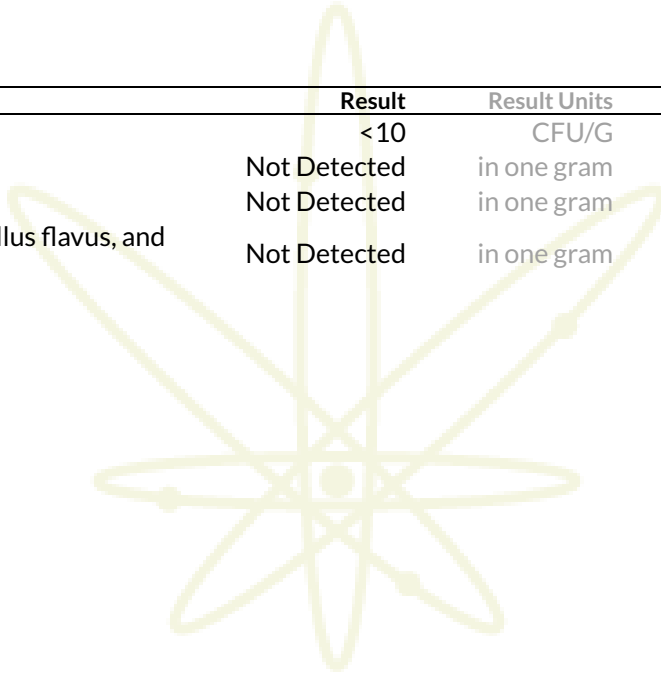 Result Result Units
<10 CFU/G
Not Detected in one gram
Not Detected in one gram
flavus, and
Not Detected in one gram